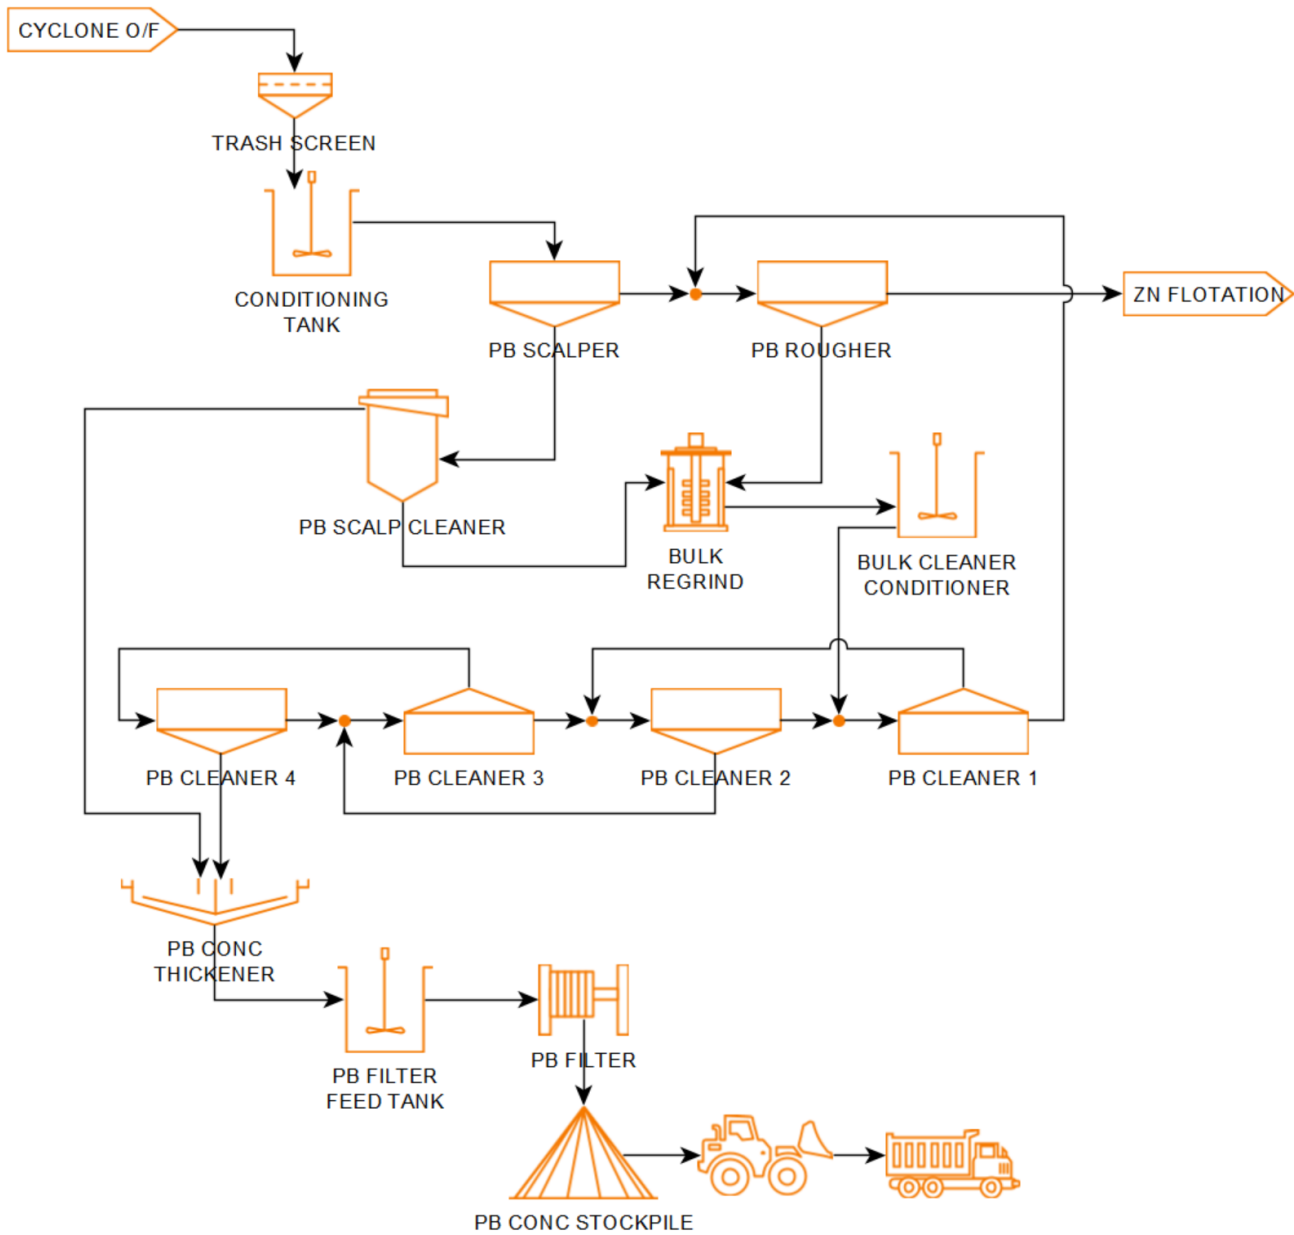 CYCLONE O/F
TRASH SCREEN
CONDITIONING
TANK
ZN FLOTATION
PB SCALPER
PB ROUGHER
PB SCALP CLEANER
BULK
REGRIND
BULK CLEANER
CONDITIONER
PB CLEANER 4
PB CLEANER 3
PB CLEANER 2
PB CLEANER 1
PB CONC
THICKENER
PB FILTER
FEED TANK
PB FILTER
PB CONC STOCKPILE